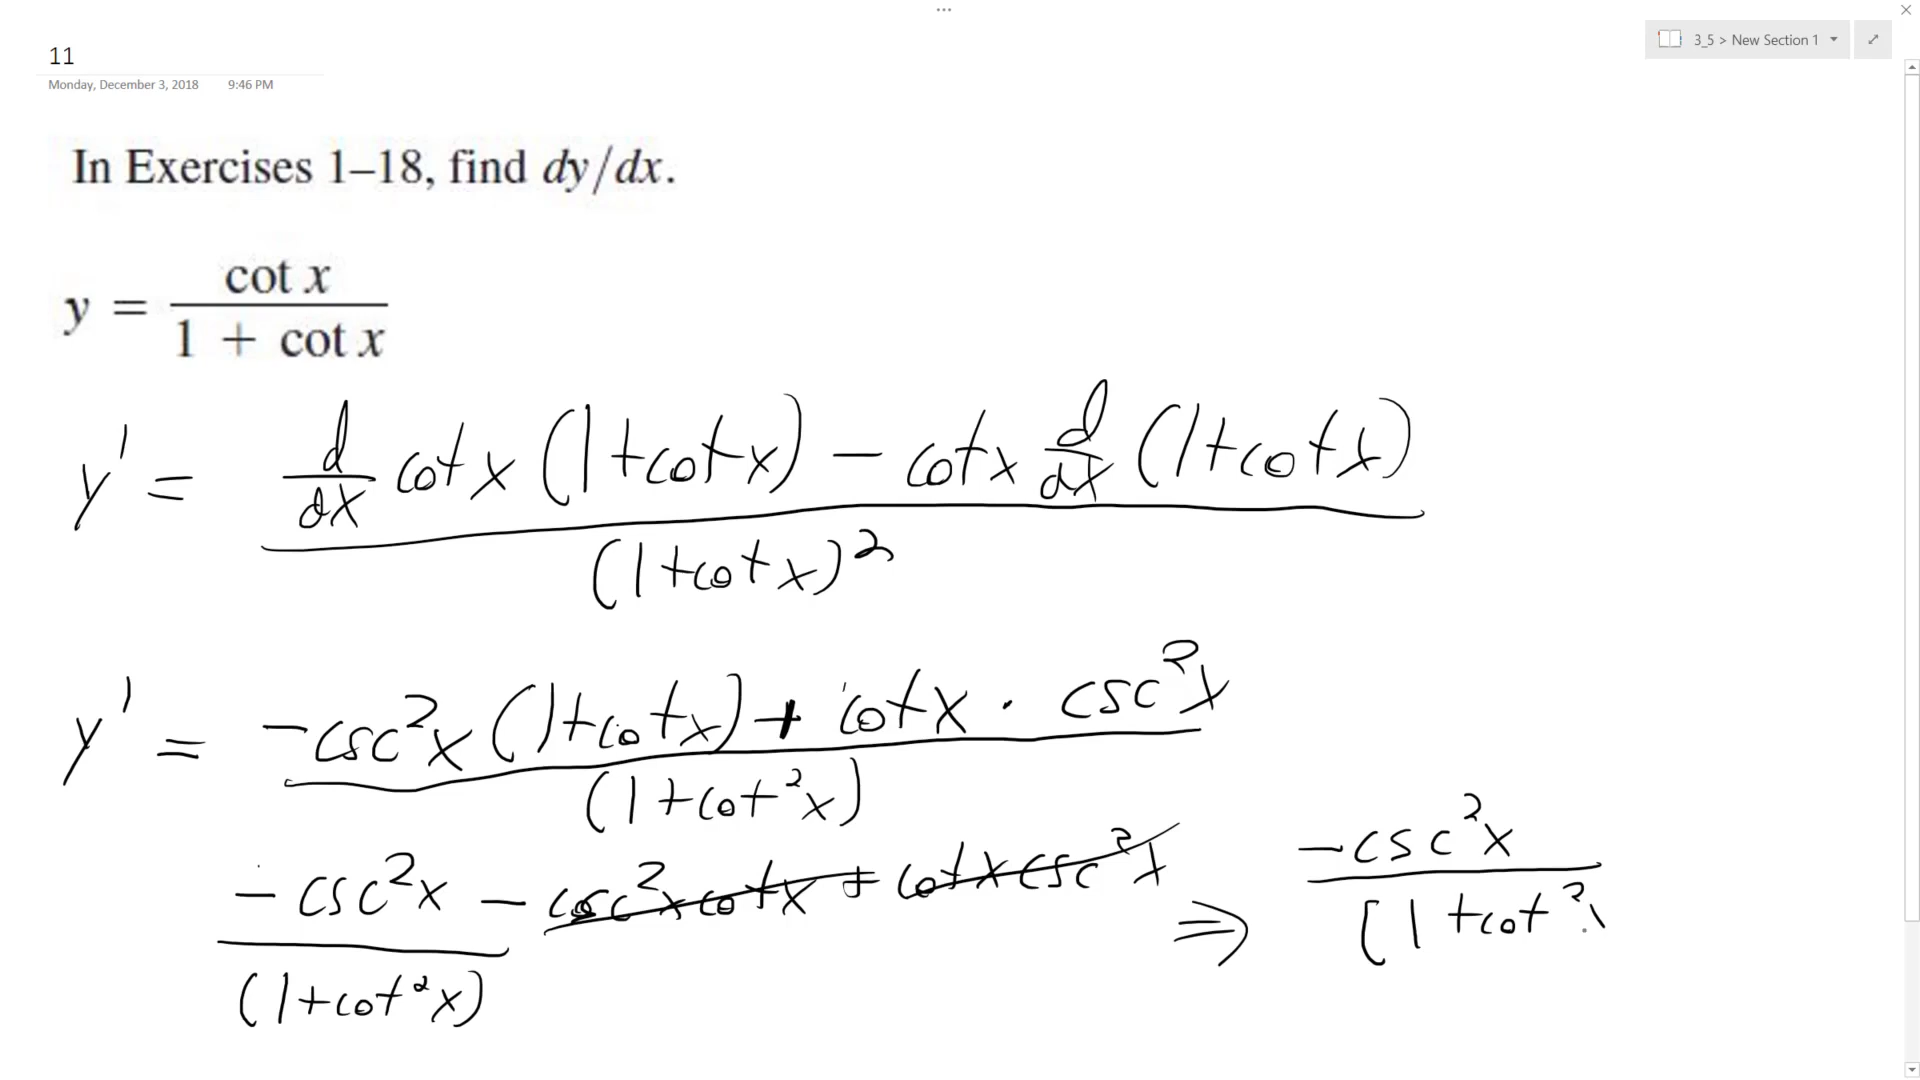 ...
3_5 > New Section 1
11
Monday, December 3, 2018 9:46 PM
In Exercises 1–18, find dy/dx.
y = cot x / 1 + cot x
y' = d/dx cot x (1+cot x) − cot x d/dx (1+cot x) / (1+cot x)²
y' = −csc²x (1+cot x) + cot x · csc²x / (1+cot²x)
−csc²x − csc²x cot x + cot x csc²x / (1+cot²x) ⇒ −csc²x / (1+cot²